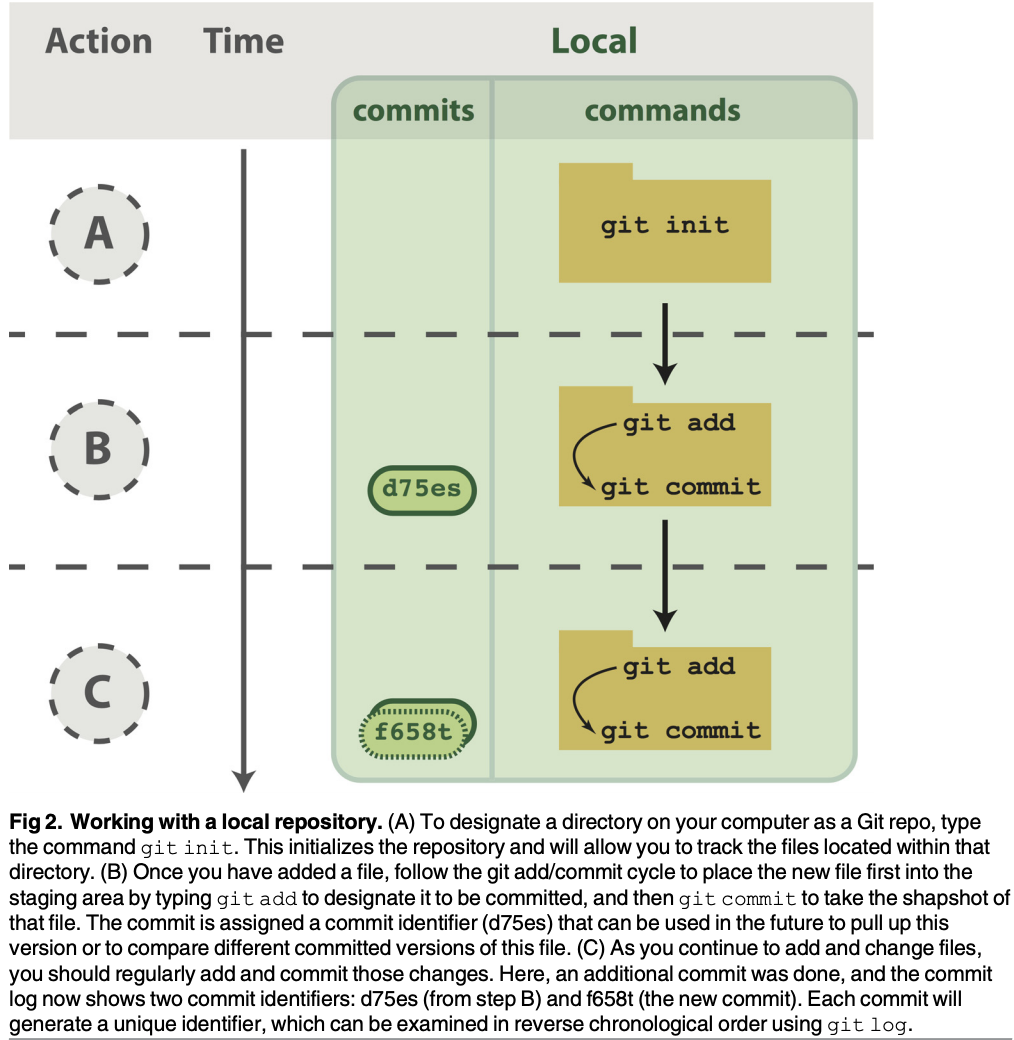 Action Time Local
commits commands
A
git init
B
git add
d75es
git commit
C
git add
f658t
git commit
Fig 2. Working with a local repository. (A) To designate a directory on your computer as a Git repo, type
the command git init. This initializes the repository and will allow you to track the files located within that
directory. (B) Once you have added a file, follow the git add/commit cycle to place the new file first into the
staging area by typing git add to designate it to be committed, and then git commit to take the shapshot of
that file. The commit is assigned a commit identifier (d75es) that can be used in the future to pull up this
version or to compare different committed versions of this file. (C) As you continue to add and change files,
you should regularly add and commit those changes. Here, an additional commit was done, and the commit
log now shows two commit identifiers: d75es (from step B) and f658t (the new commit). Each commit will
generate a unique identifier, which can be examined in reverse chronological order using git log.